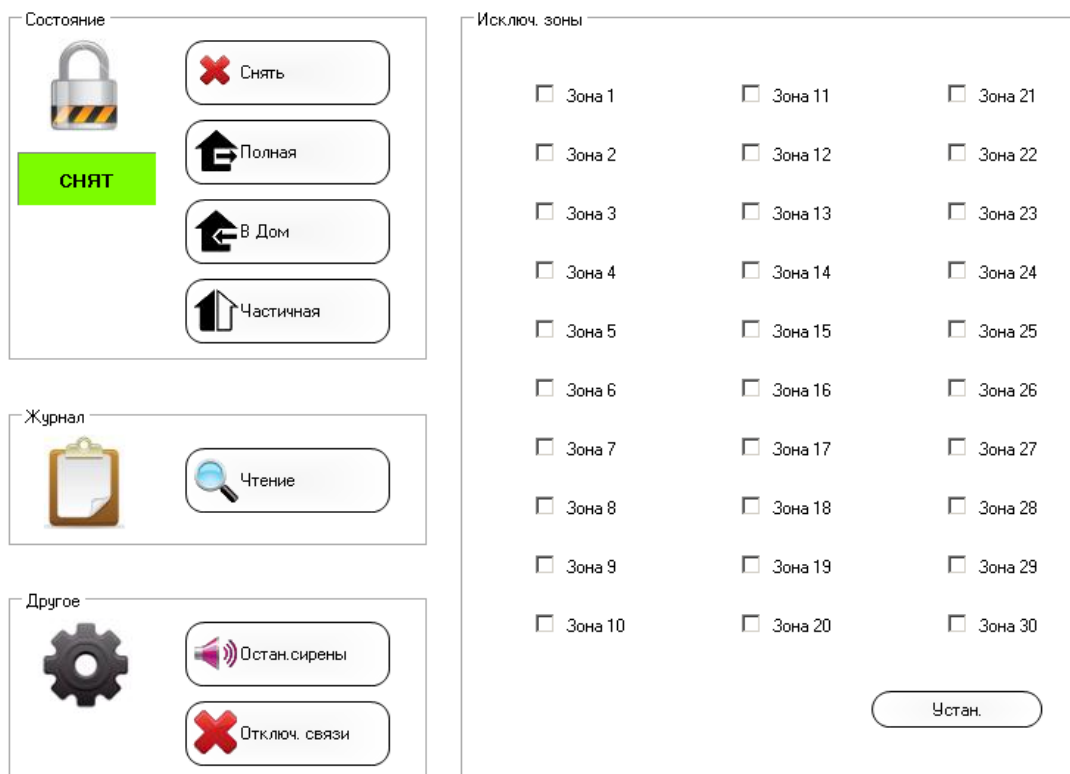 Состояние
Снять
Полная
СНЯТ
В Дом
Частичная
Журнал
Чтение
Другое
Остан.сирены
Отключ. связи
Исключ. зоны
Зона 1
Зона 11
Зона 21
Зона 2
Зона 12
Зона 22
Зона 3
Зона 13
Зона 23
Зона 4
Зона 14
Зона 24
Зона 5
Зона 15
Зона 25
Зона 6
Зона 16
Зона 26
Зона 7
Зона 17
Зона 27
Зона 8
Зона 18
Зона 28
Зона 9
Зона 19
Зона 29
Зона 10
Зона 20
Зона 30
Устан.